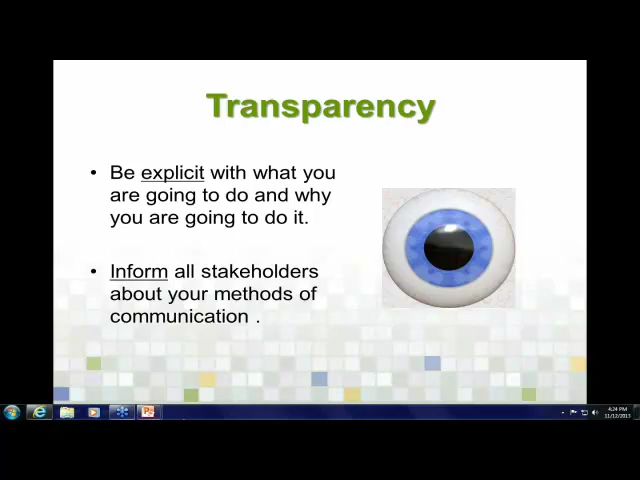 Transparency
• Be explicit with what you
are going to do and why
you are going to do it.
• Inform all stakeholders
about your methods of
communication .
4:24 PM
11/12/2013